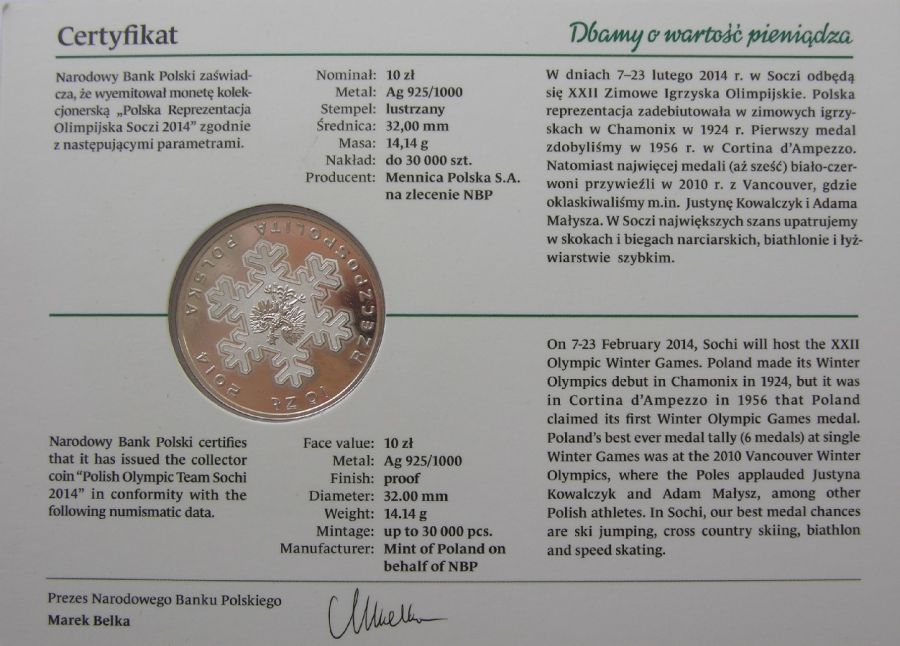 Certyfikat
Dbamy o wartość pieniądza
Narodowy Bank Polski zaświad-
cza, że wyemitował monetę kolek-
cjonerską „Polska Reprezentacja
Olimpijska Soczi 2014” zgodnie
z następującymi parametrami.
Nominał: 10 zł
Metal: Ag 925/1000
Stempel: lustrzany
Średnica: 32,00 mm
Masa: 14,14 g
Nakład: do 30 000 szt.
Producent: Mennica Polska S.A.
na zlecenie NBP
W dniach 7–23 lutego 2014 r. w Soczi odbędą
się XXII Zimowe Igrzyska Olimpijskie. Polska
reprezentacja zadebiutowała w zimowych igrzy-
skach w Chamonix w 1924 r. Pierwszy medal
zdobyliśmy w 1956 r. w Cortina d’Ampezzo.
Natomiast najwięcej medali (aż sześć) biało-czer-
woni przywieźli w 2010 r. z Vancouver, gdzie
oklaskiwaliśmy m.in. Justynę Kowalczyk i Adama
Małysza. W Soczi największych szans upatrujemy
w skokach i biegach narciarskich, biathlonie i łyż-
wiarstwie szybkim.
RZECZPOSPOLITA POLSKA
2014
10 ZŁ
Narodowy Bank Polski certifies
that it has issued the collector
coin “Polish Olympic Team Sochi
2014” in conformity with the
following numismatic data.
Face value: 10 zł
Metal: Ag 925/1000
Finish: proof
Diameter: 32.00 mm
Weight: 14.14 g
Mintage: up to 30 000 pcs.
Manufacturer: Mint of Poland on
behalf of NBP
On 7-23 February 2014, Sochi will host the XXII
Olympic Winter Games. Poland made its Winter
Olympics debut in Chamonix in 1924, but it was
in Cortina d’Ampezzo in 1956 that Poland
claimed its first Winter Olympic Games medal.
Poland’s best ever medal tally (6 medals) at single
Winter Games was at the 2010 Vancouver Winter
Olympics, where the Poles applauded Justyna
Kowalczyk and Adam Małysz, among other
Polish athletes. In Sochi, our best medal chances
are ski jumping, cross country skiing, biathlon
and speed skating.
Prezes Narodowego Banku Polskiego
Marek Belka